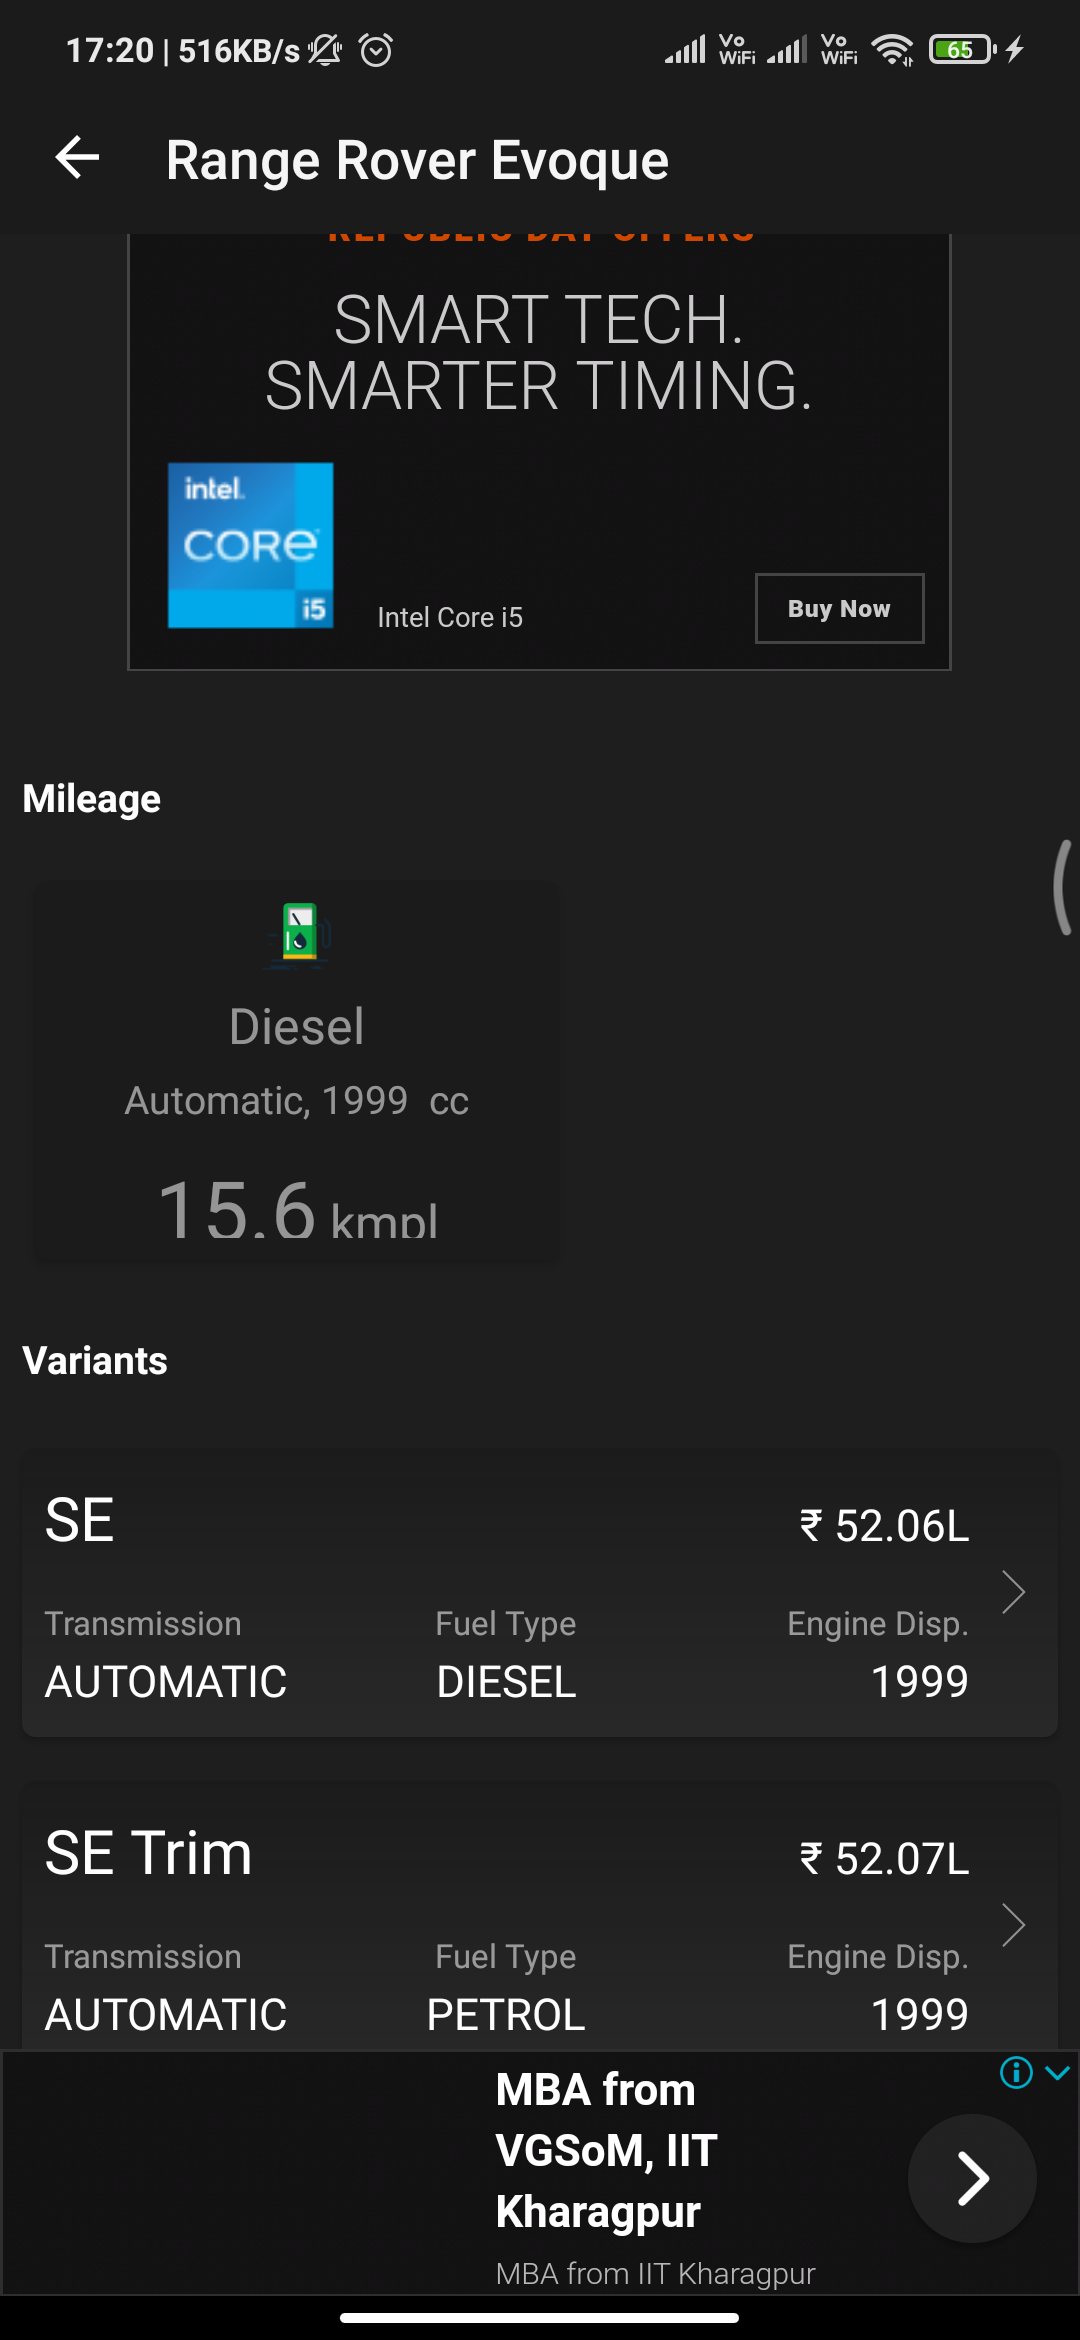 17:20 | 516KB/s Vo WiFi Vo WiFi 65
Range Rover Evoque
REPUBLIC DAY OFFERS
SMART TECH.
SMARTER TIMING.
intel.
CORE
i5
Intel Core i5
Buy Now
Mileage
Diesel
Automatic, 1999 cc
15.6 kmpl
Variants
SE ₹ 52.06L
Transmission Fuel Type Engine Disp.
AUTOMATIC DIESEL 1999
SE Trim ₹ 52.07L
Transmission Fuel Type Engine Disp.
AUTOMATIC PETROL 1999
MBA from
VGSoM, IIT
Kharagpur
MBA from IIT Kharagpur